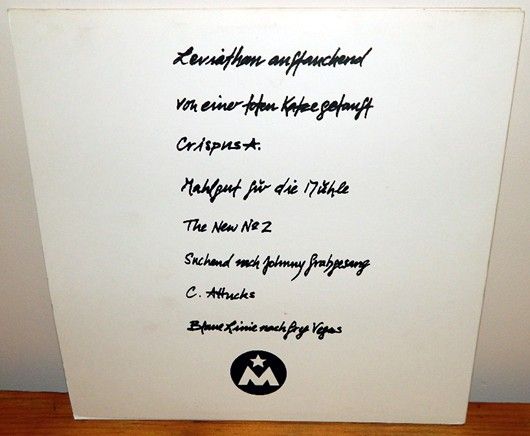 Leviathan auftauchend
von einer toten Katze getauft
Crispus A.
Mahlgut für die Mühle
The New No 2
Suchend nach Johnny Grabgesang
C. Attucks
Blaue Linie nach Vegas
M